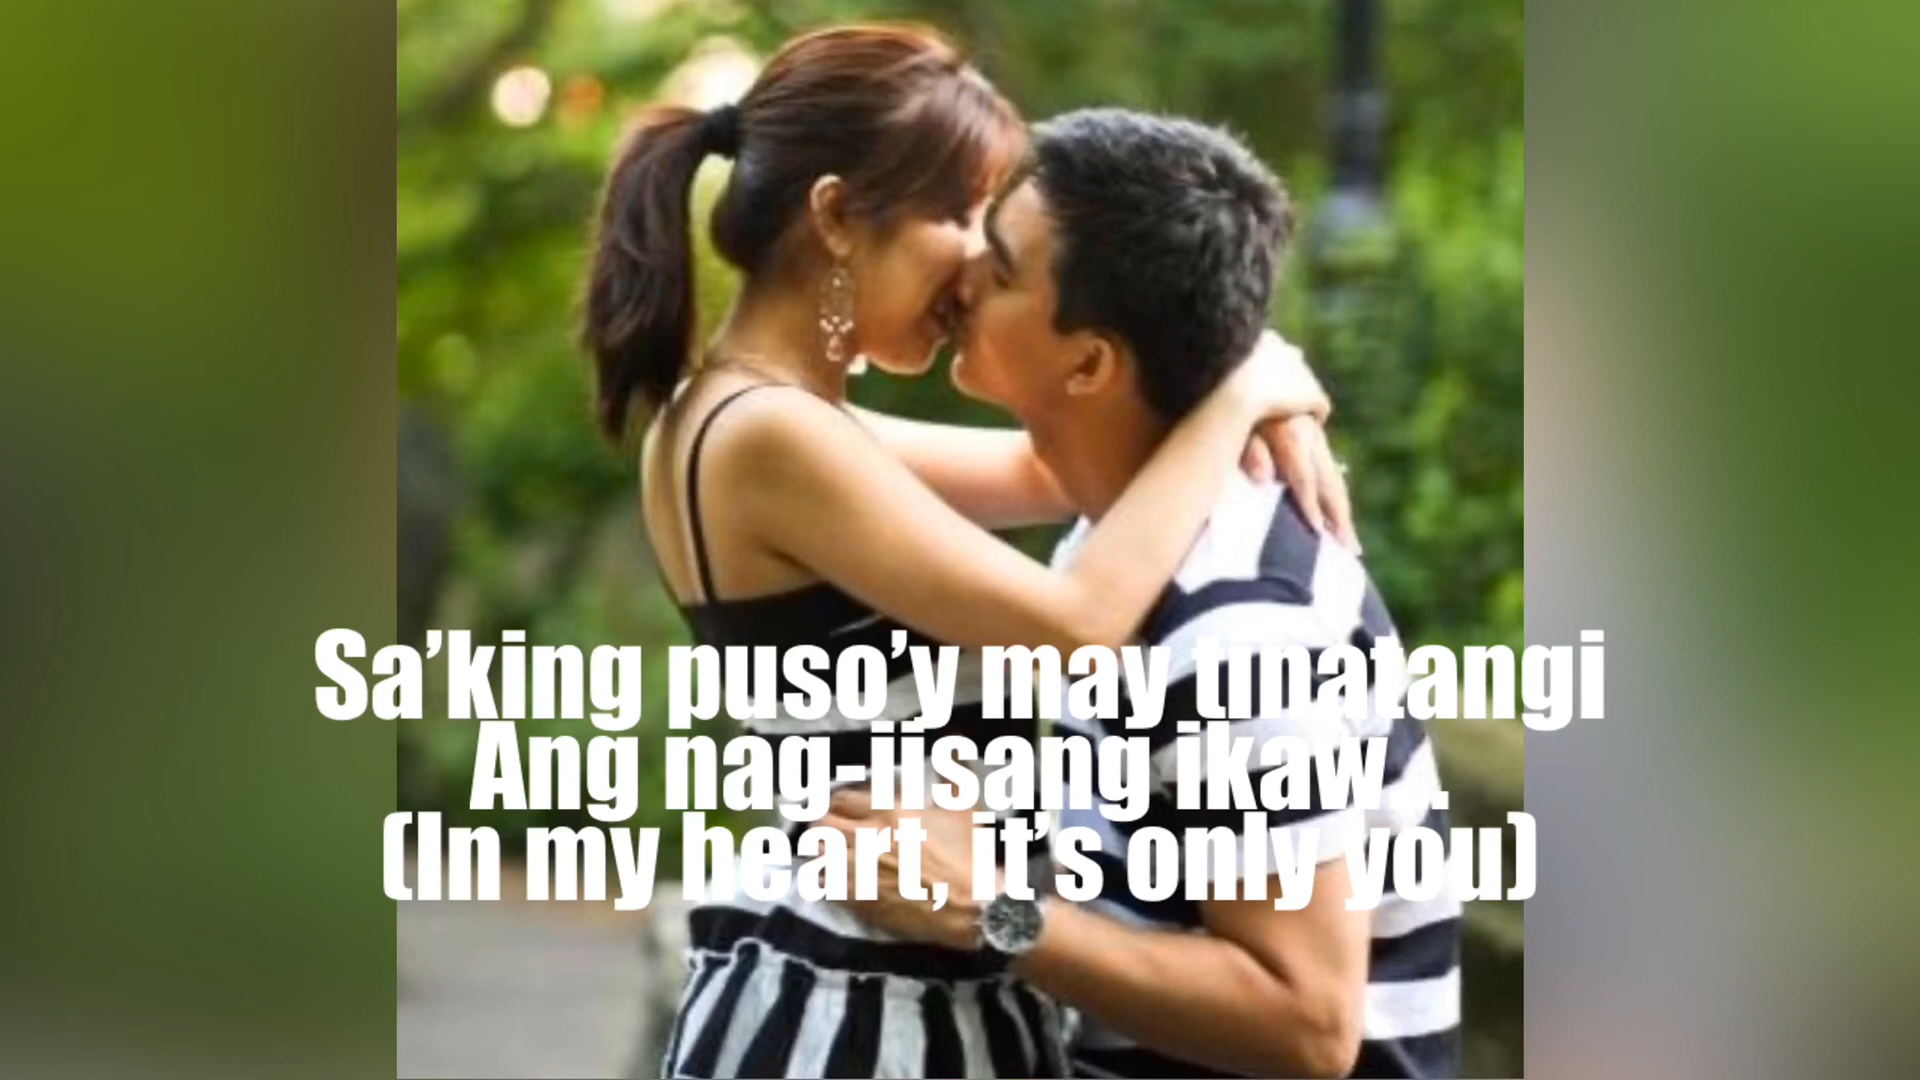 Sa’king puso’y may tinatangi
Ang nag-iisang ikaw...
(In my heart, it’s only you)